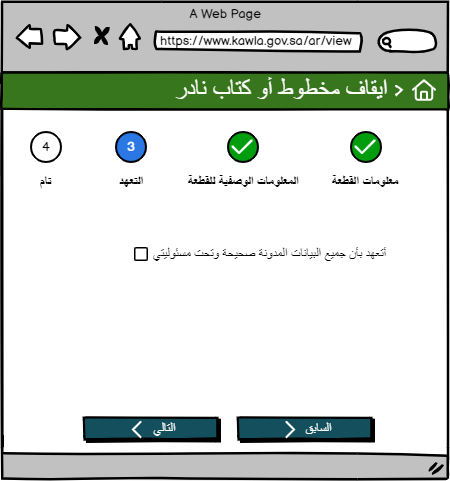 A Web Page
https://www.kawla.gov.sa/ar/view
> ايقاف مخطوط أو كتاب نادر
معلومات القطعة
المعلومات الوصفية للقطعة
3
التعهد
4
تام
أتعهد بأن جميع البيانات المدونة صحيحة وتحت مسئوليتي
السابق
التالي